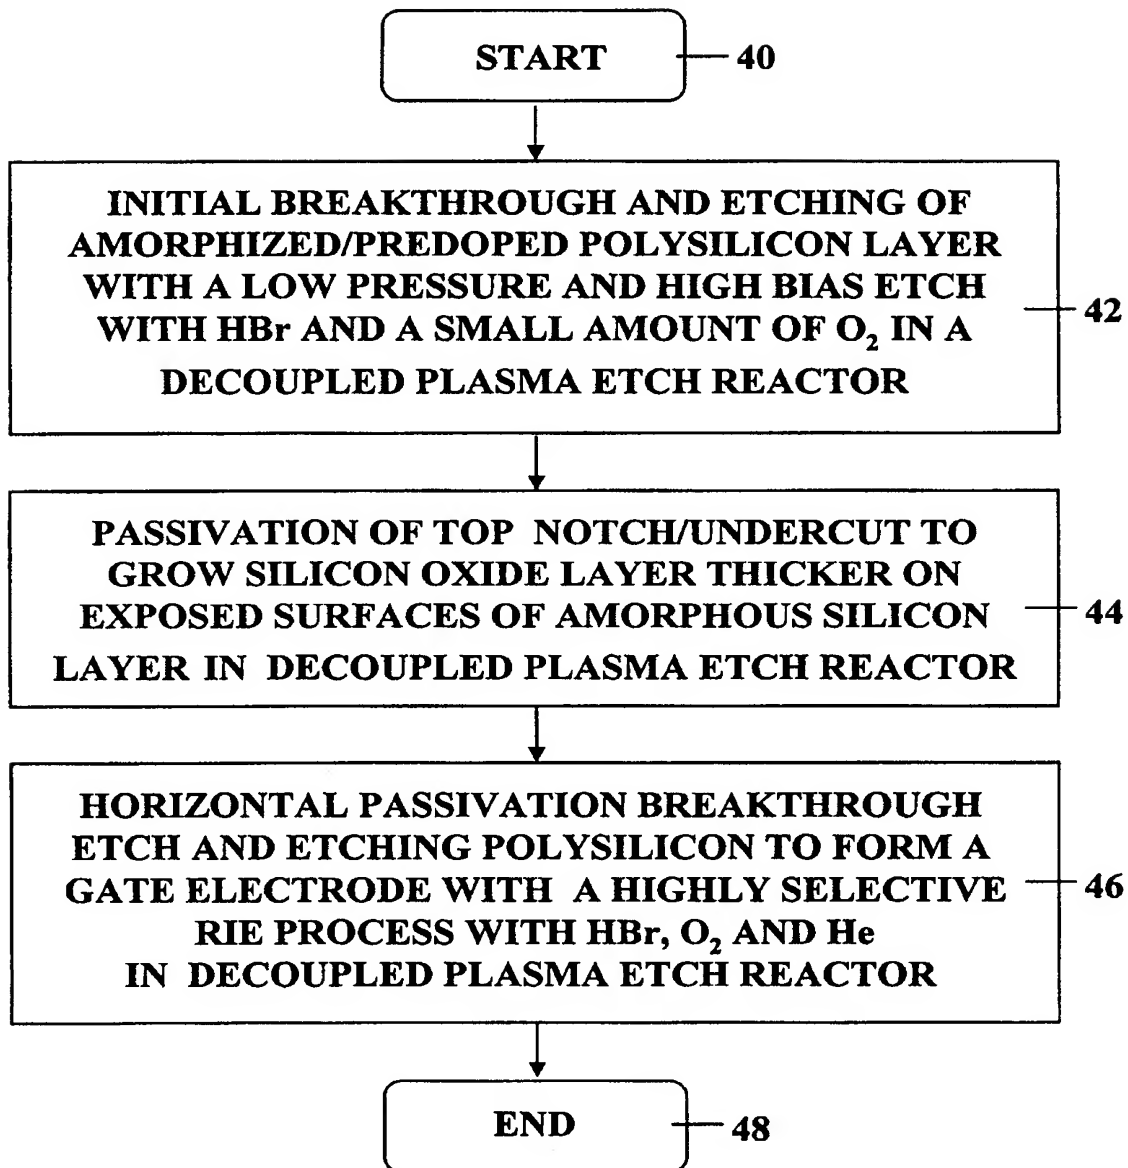 START
40
INITIAL BREAKTHROUGH AND ETCHING OF
AMORPHIZED/PREDOPED POLYSILICON LAYER
WITH A LOW PRESSURE AND HIGH BIAS ETCH
WITH HBr AND A SMALL AMOUNT OF O₂ IN A
DECOUPLED PLASMA ETCH REACTOR
42
PASSIVATION OF TOP NOTCH/UNDERCUT TO
GROW SILICON OXIDE LAYER THICKER ON
EXPOSED SURFACES OF AMORPHOUS SILICON
LAYER IN DECOUPLED PLASMA ETCH REACTOR
44
HORIZONTAL PASSIVATION BREAKTHROUGH
ETCH AND ETCHING POLYSILICON TO FORM A
GATE ELECTRODE WITH A HIGHLY SELECTIVE
RIE PROCESS WITH HBr, O₂ AND He
IN DECOUPLED PLASMA ETCH REACTOR
46
END
48